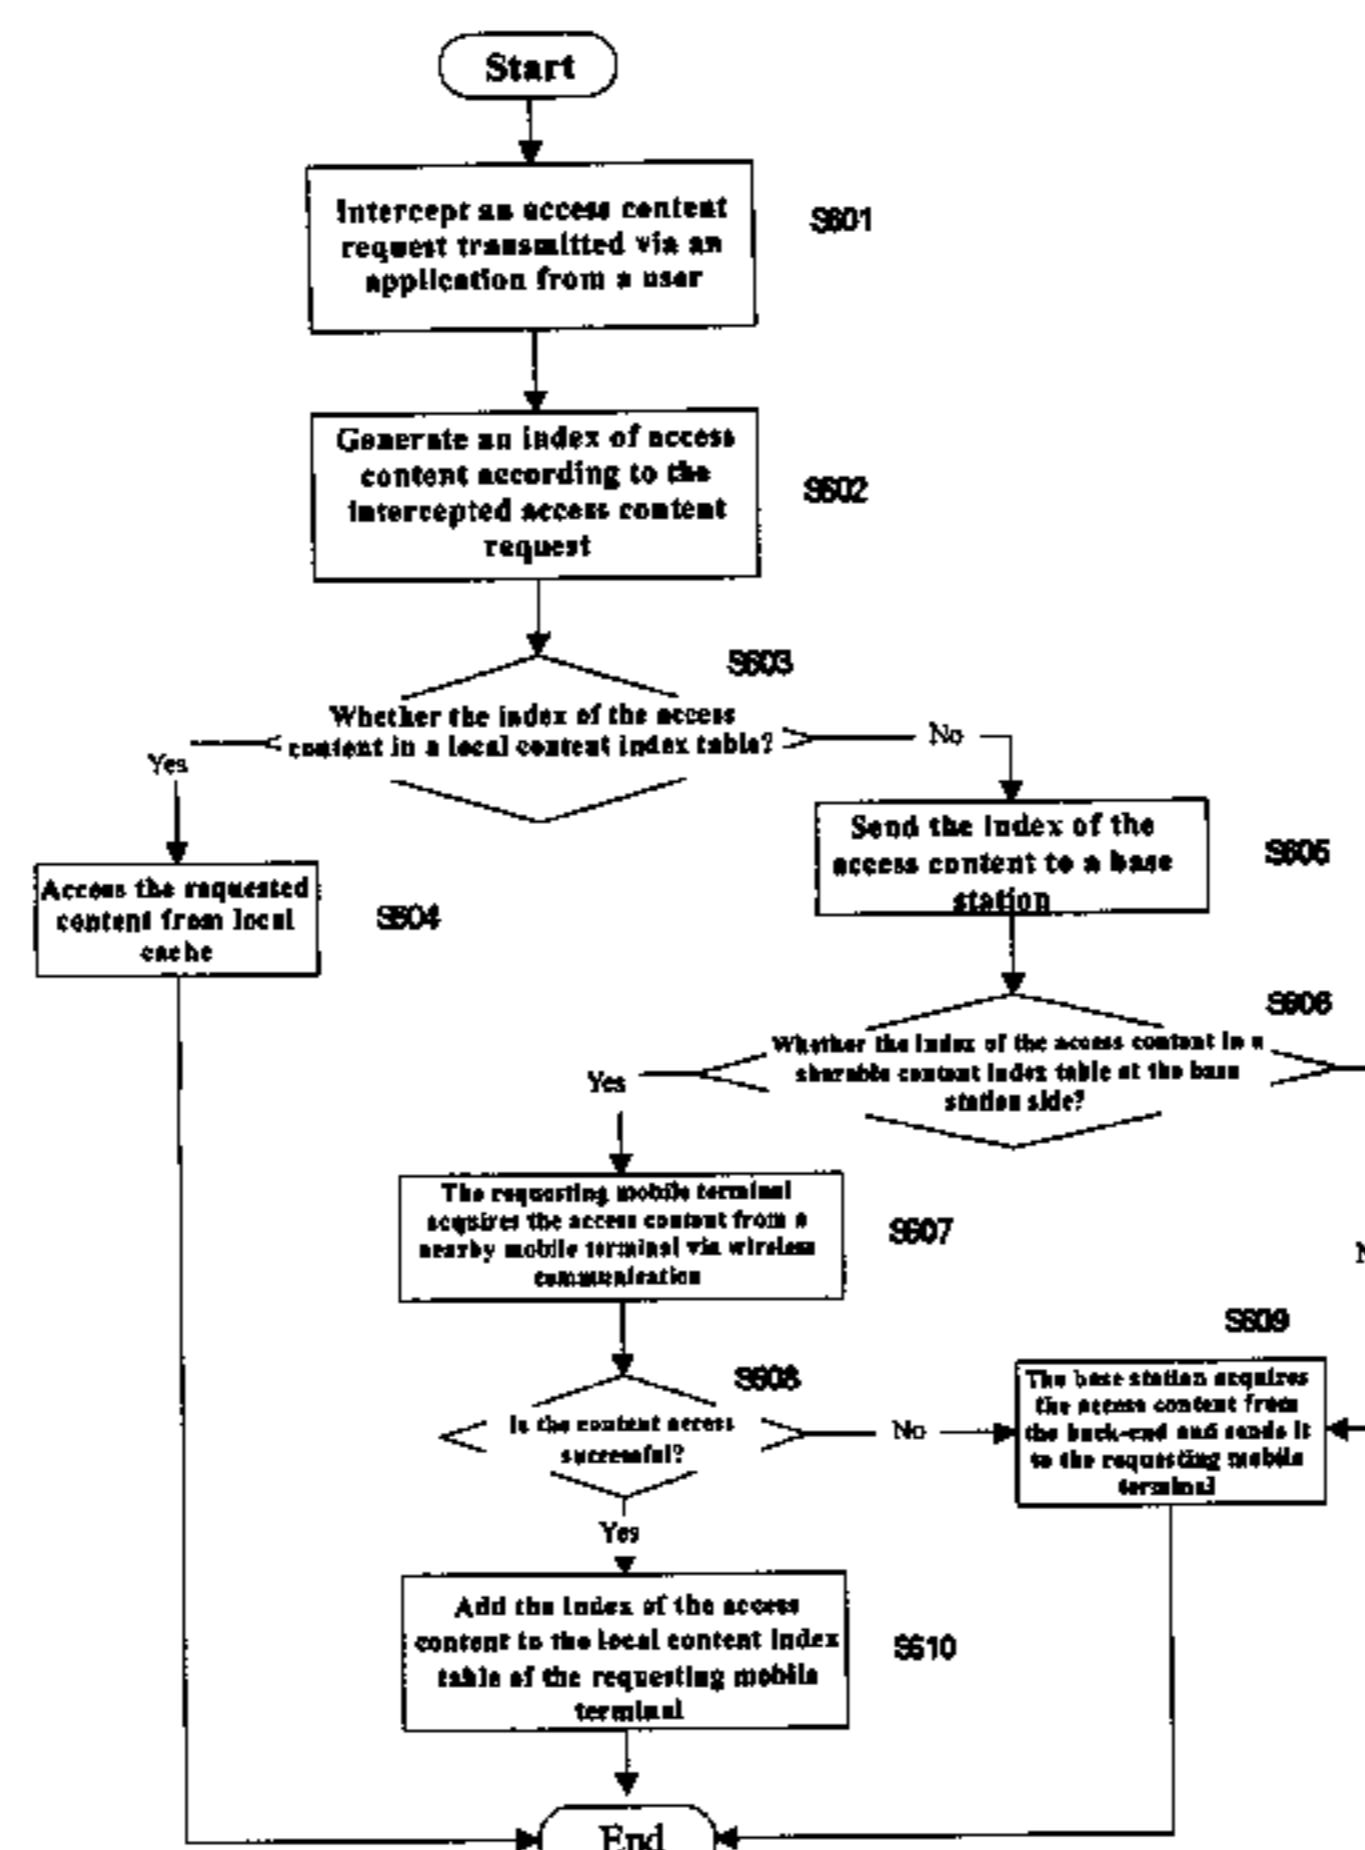 Start
Intercept an access content
request transmitted via an
application from a user
S601
Generate an index of access
content according to the
intercepted access content
request
S602
S603
Whether the index of the access
content in a local content index table?
Yes
No
Access the requested
content from local
cache
S604
Send the index of the
access content to a base
station
S605
S606
Whether the index of the access content in a
sharable content index table at the base
station side?
Yes
The requesting mobile terminal
acquires the access content from a
nearby mobile terminal via wireless
communication
S607
N
S608
Is the content access
successful?
No
Yes
S609
The base station acquires
the access content from
the back-end and sends it
to the requesting mobile
terminal
Add the index of the access
content to the local content index
table of the requesting mobile
terminal
S610
End